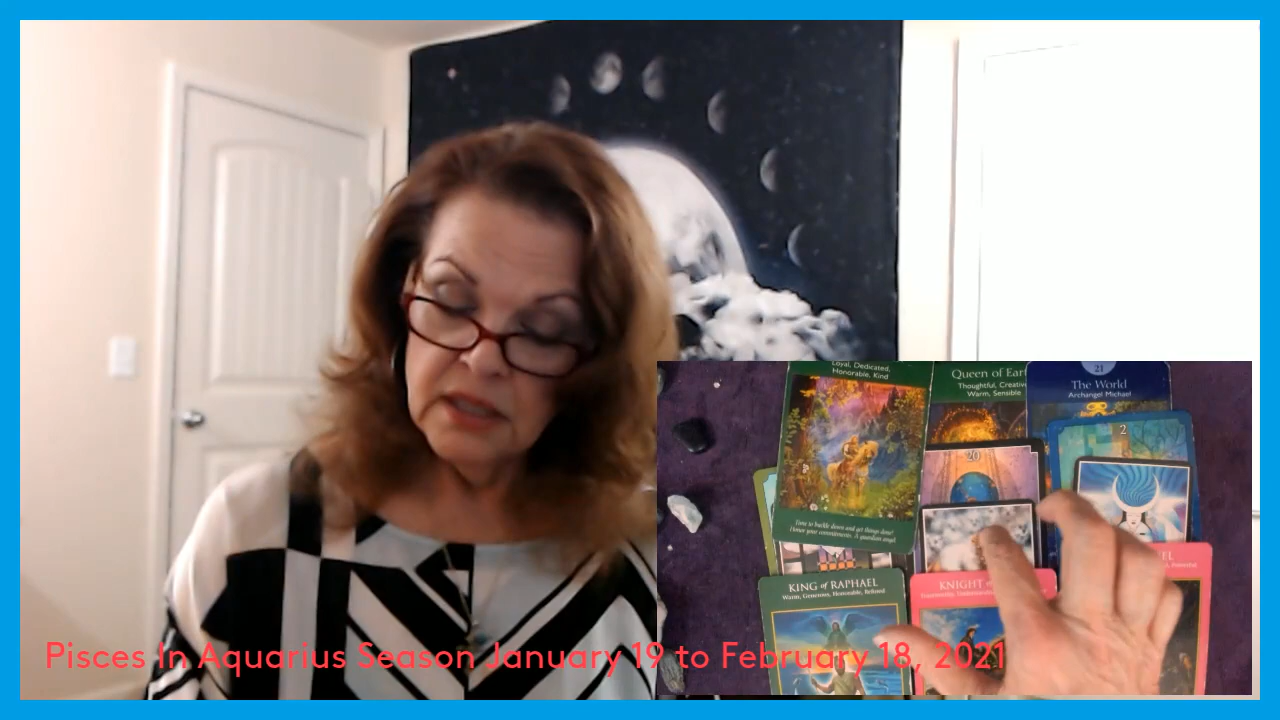 Loyal, Dedicated,
Honorable, Kind
Time to buckle down and get things done!
Honor your commitments. A guardian angel
Queen of Eart
Thoughtful, Creative
Warm, Sensible
21
The World
Archangel Michael
20
2
KING of RAPHAEL
Warm, Generous, Honorable, Refined
KNIGHT
Pisces In Aquarius Season January 19 to February 18, 2021